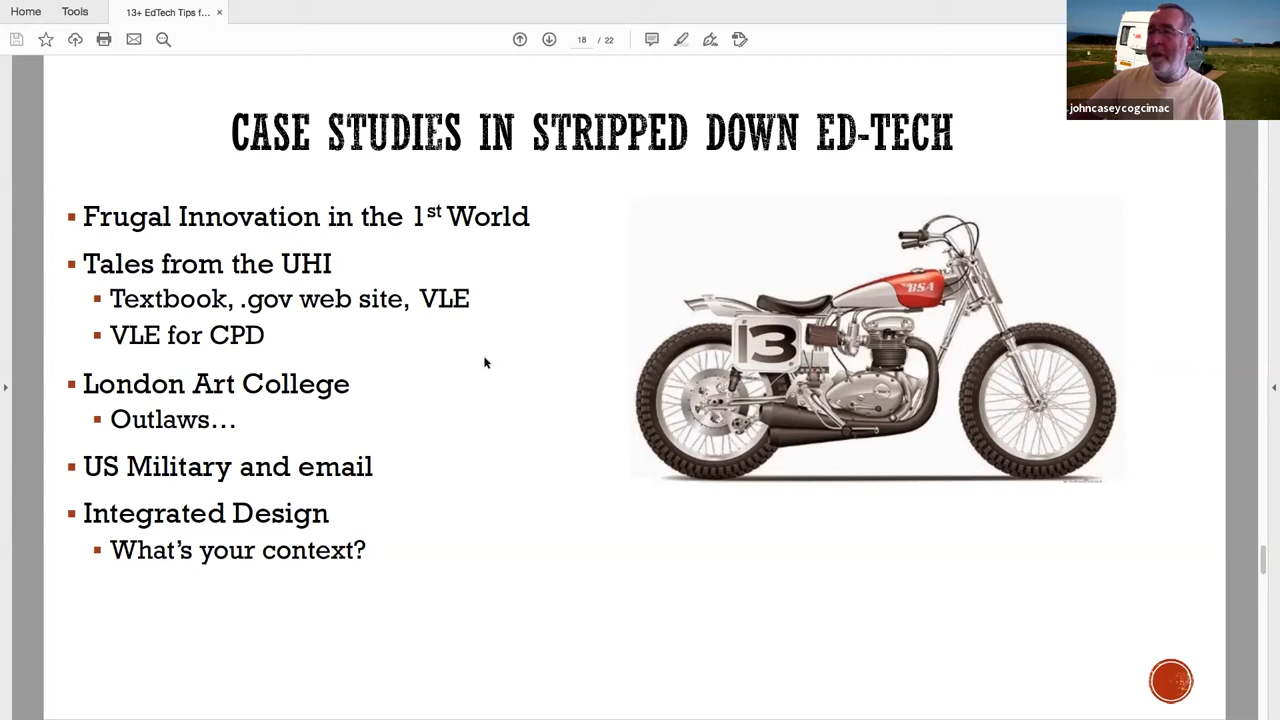 Home Tools 13+ EdTech Tips f... ×
18 / 22
johncaseycogcimac
CASE STUDIES IN STRIPPED DOWN ED-TECH
▪ Frugal Innovation in the 1st World
▪ Tales from the UHI
▪ Textbook, .gov web site, VLE
▪ VLE for CPD
▪ London Art College
▪ Outlaws...
▪ US Military and email
▪ Integrated Design
▪ What's your context?
BSA
13